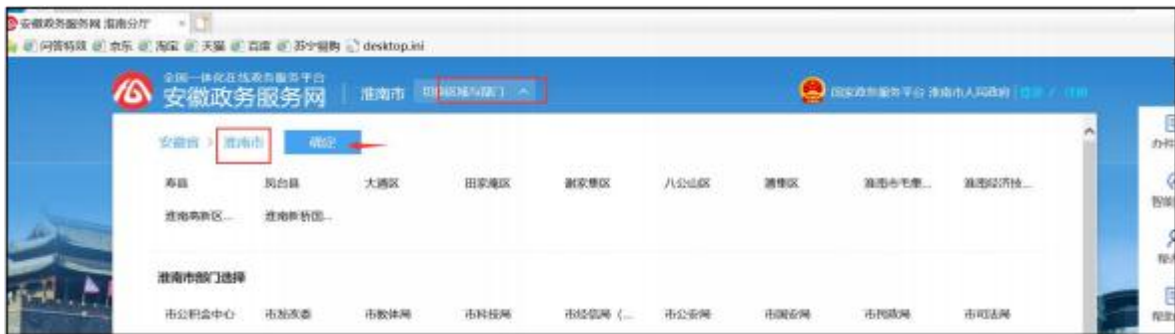 安徽政务服务网 淮南分厅
问答特效 京东 淘宝 天猫 百度 苏宁易购 desktop.ini
全国一体化在线政务服务平台
安徽政务服务网 淮南市 切换区域与部门 国家政务服务平台 淮南市人民政府 登录 / 注册
安徽省 > 淮南市 确定
寿县 凤台县 大通区 田家庵区 谢家集区 八公山区 潘集区 淮南市毛集... 淮南经济技...
淮南高新区... 淮南新桥国...
淮南市部门选择
市公积金中心 市发改委 市教体局 市科技局 市经信局（... 市公安局 市国安局 市民政局 市司法局